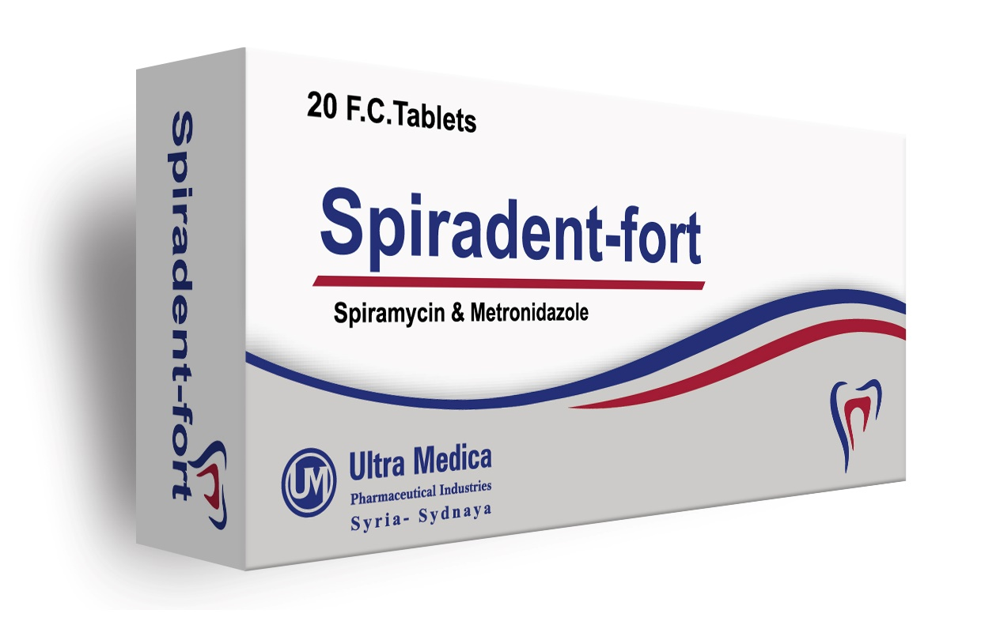 20 F.C.Tablets
Spiradent-fort
Spiramycin & Metronidazole
UM
Ultra Medica
Pharmaceutical Industries
Syria- Sydnaya
Spiradent-fort